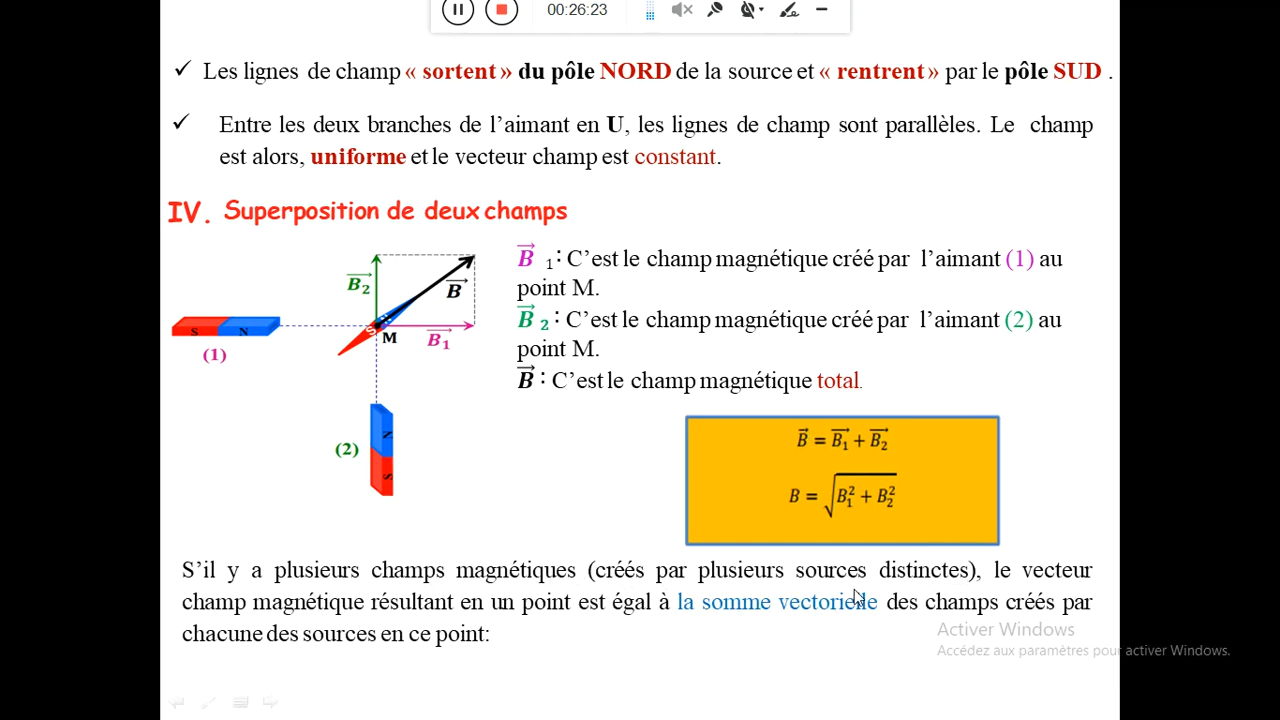 00:26:23
✓ Les lignes de champ « sortent » du pôle NORD de la source et « rentrent » par le pôle SUD .
✓ Entre les deux branches de l'aimant en U, les lignes de champ sont parallèles. Le champ
est alors, uniforme et le vecteur champ est constant.
IV. Superposition de deux champs
B⃗ 1 : C'est le champ magnétique créé par l'aimant (1) au
point M.
B⃗ 2 : C'est le champ magnétique créé par l'aimant (2) au
point M.
B⃗ : C'est le champ magnétique total.
B⃗2
B⃗
S N
S N
M
B⃗1
(1)
N
(2)
S
B⃗ = B⃗1 + B⃗2
B = √(B₁² + B₂²)
S'il y a plusieurs champs magnétiques (créés par plusieurs sources distinctes), le vecteur
champ magnétique résultant en un point est égal à la somme vectorielle des champs créés par
chacune des sources en ce point:
Activer Windows
Accédez aux paramètres pour activer Windows.